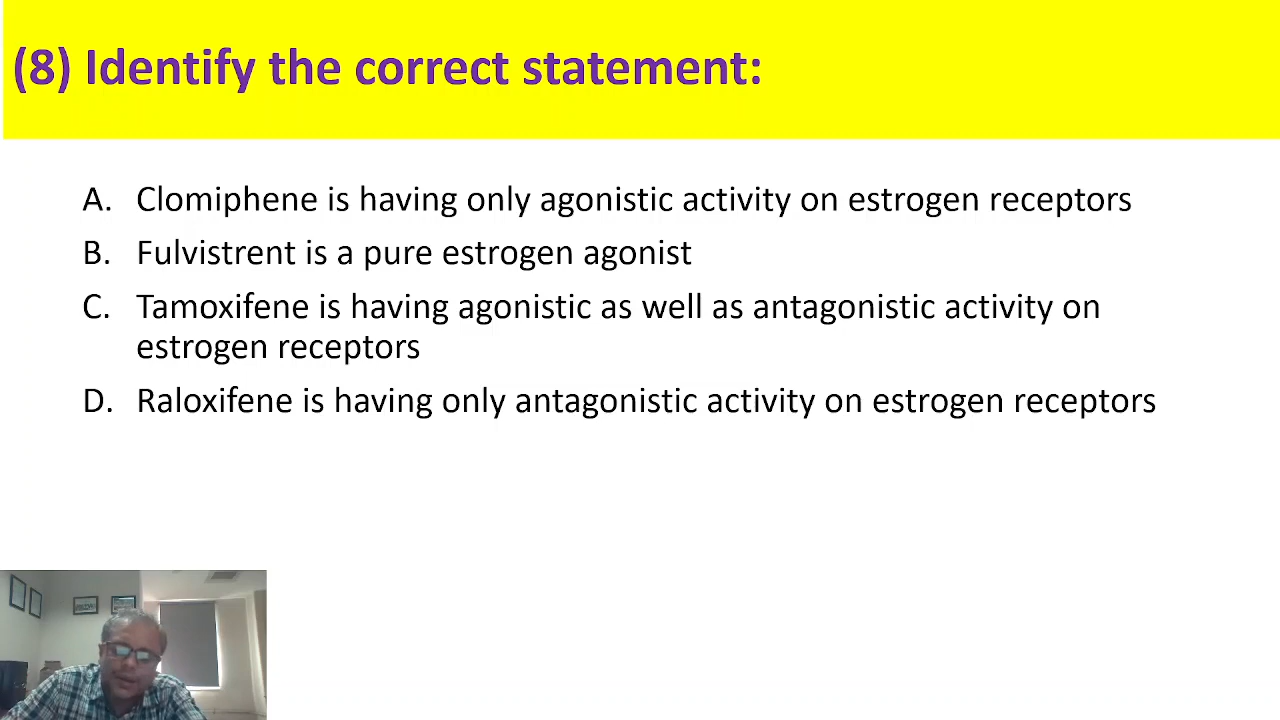 (8) Identify the correct statement:
A. Clomiphene is having only agonistic activity on estrogen receptors
B. Fulvistrent is a pure estrogen agonist
C. Tamoxifene is having agonistic as well as antagonistic activity on
estrogen receptors
D. Raloxifene is having only antagonistic activity on estrogen receptors